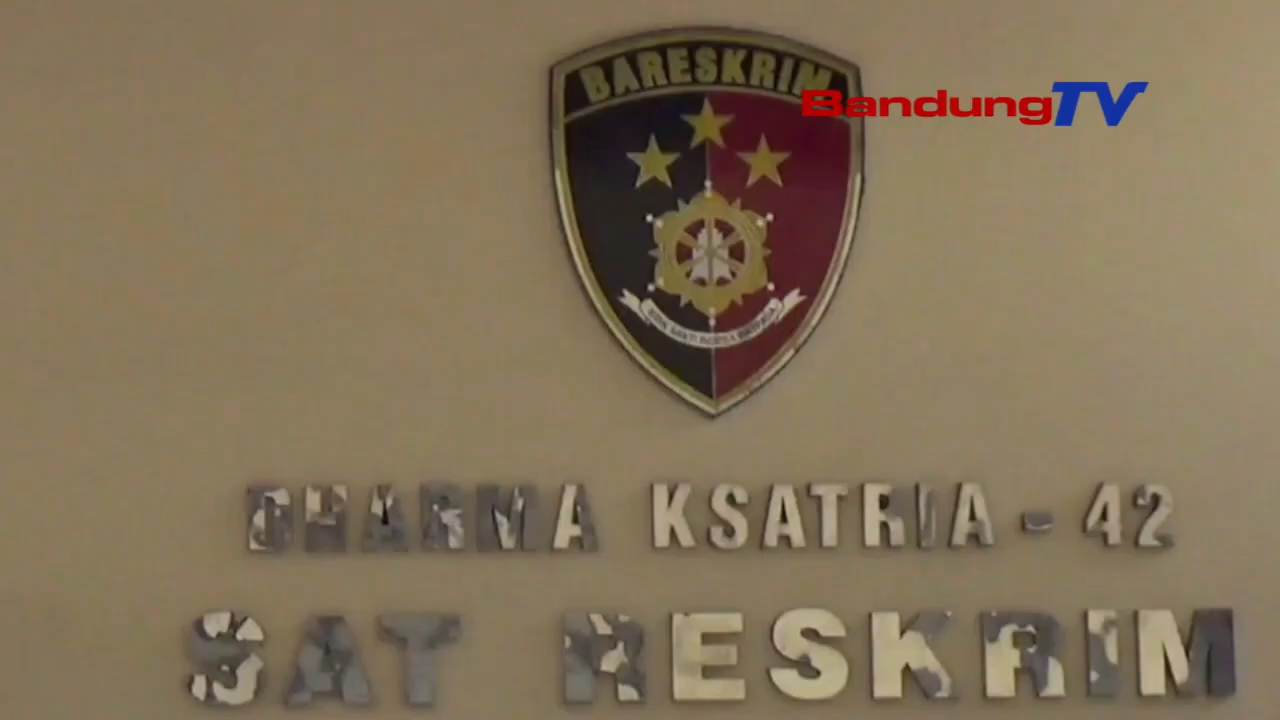 BARESKRIM
BandungTV
DHARMA KSATRIA - 42
SAT RESKRIM